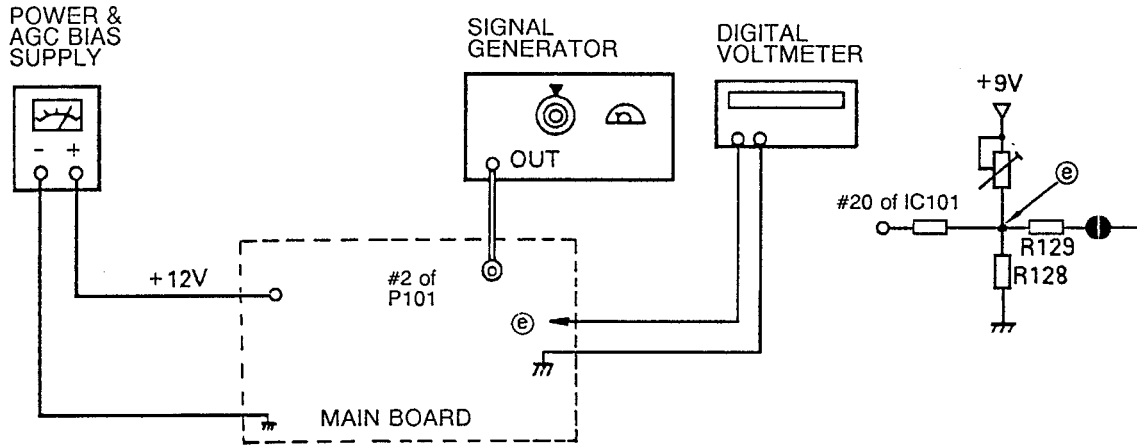 POWER &
AGC BIAS
SUPPLY
- +
SIGNAL
GENERATOR
OUT
DIGITAL
VOLTMETER
+9V
ⓔ
#20 of IC101
R129
R128
+12V
#2 of
P101
ⓔ
MAIN BOARD